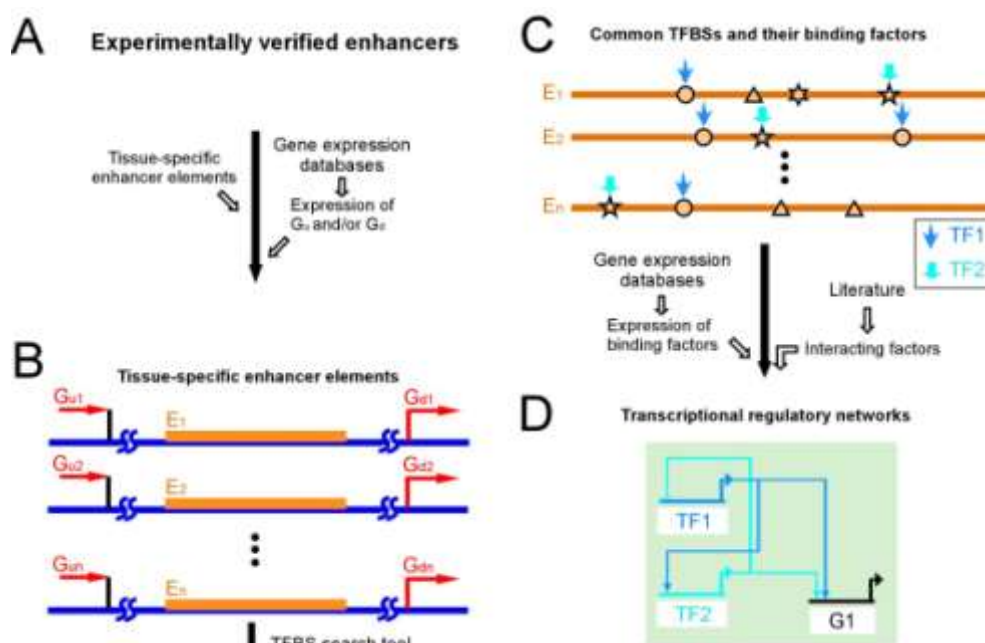 A
Experimentally verified enhancers
Tissue-specific
enhancer elements
Gene expression
databases
Expression of
Gu and/or Gd
B
Tissue-specific enhancer elements
Gu1
E1
Gd1
Gu2
E2
Gd2
Gun
En
Gdn
TFBS search tool
C
Common TFBSs and their binding factors
E1
E2
En
TF1
TF2
Gene expression
databases
Expression of
binding factors
Literature
Interacting factors
D
Transcriptional regulatory networks
TF1
TF2
G1